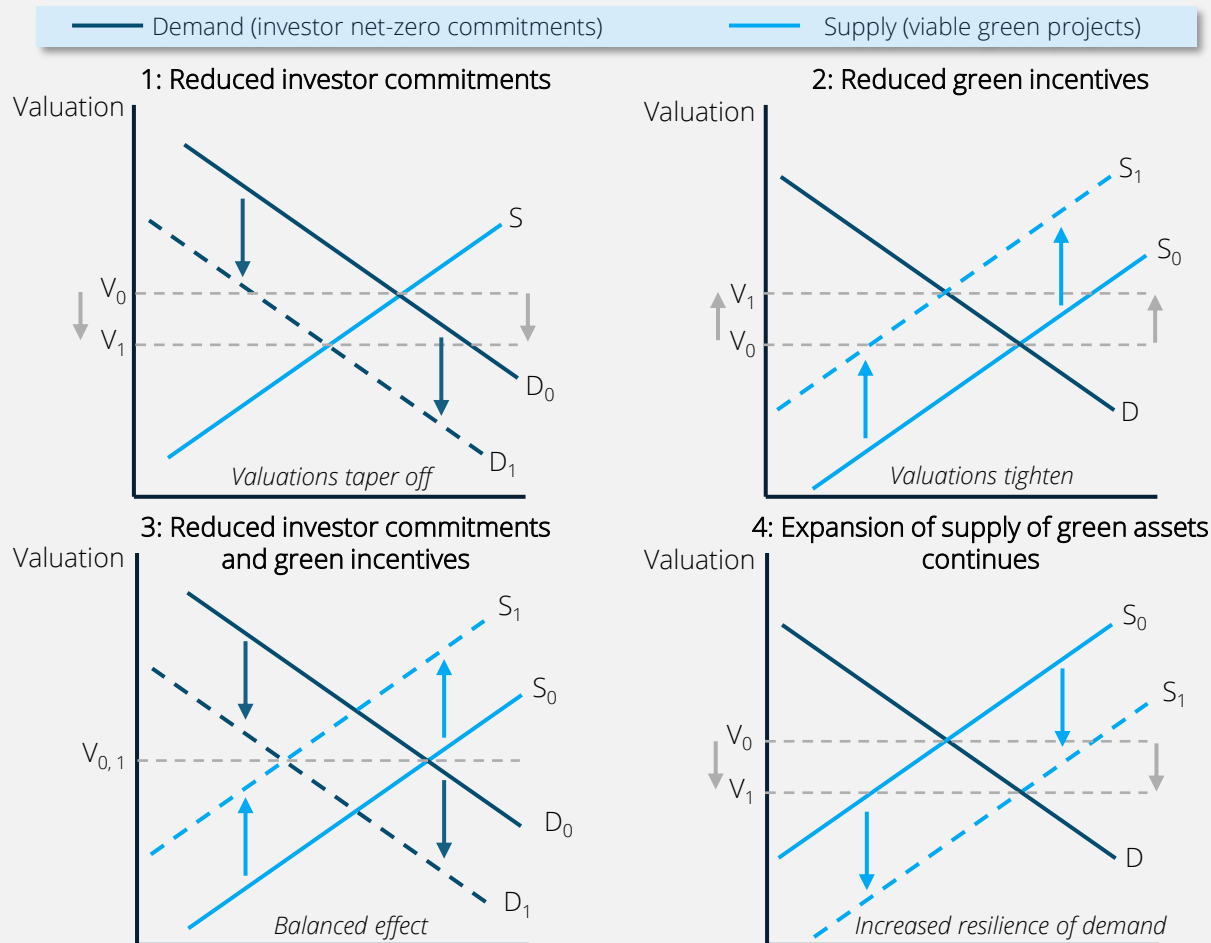 Demand (investor net-zero commitments)
Supply (viable green projects)
1: Reduced investor commitments
Valuation
S
V₀
V₁
D₀
D₁
Valuations taper off
2: Reduced green incentives
Valuation
S₁
S₀
V₁
V₀
D
Valuations tighten
3: Reduced investor commitments
and green incentives
Valuation
S₁
S₀
V₀,₁
D₀
D₁
Balanced effect
4: Expansion of supply of green assets
continues
Valuation
S₀
S₁
V₀
V₁
D
Increased resilience of demand